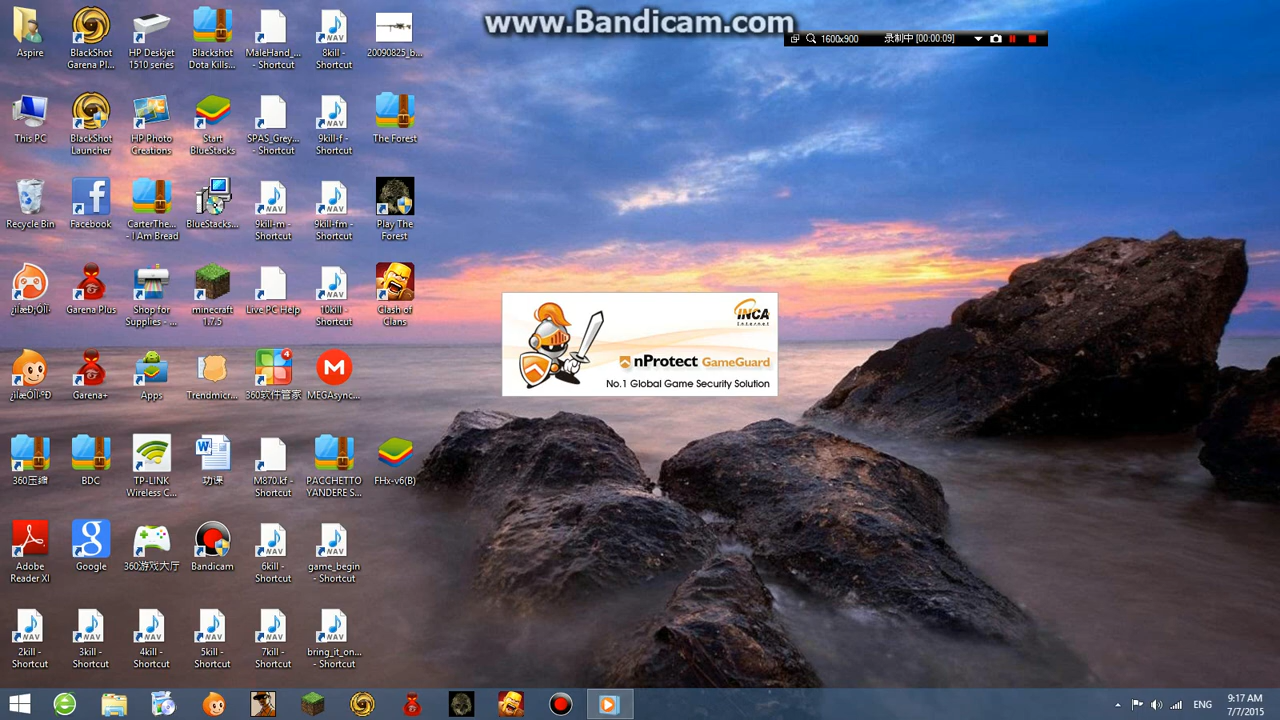 www.Bandicam.com
1600x900 录制中 [00:00:09]
Aspire
BlackShot
Garena Pl...
HP Deskjet
1510 series
Blackshot
Dota Kills...
MaleHand_...
- Shortcut
8kill -
Shortcut
20090825_b...
This PC
BlackShot
Launcher
HP Photo
Creations
Start
BlueStacks
SPAS_Grey...
- Shortcut
9kill-f -
Shortcut
The Forest
Recycle Bin
Facebook
CarterThe...
- I Am Bread
BlueStacks...
9kill-m -
Shortcut
9kill-fm -
Shortcut
Play The
Forest
Garena Plus
Shop for
Supplies - ...
minecraft
1.7.5
Live PC Help
10kill -
Shortcut
Clash of
Clans
INCA
Internet
nProtect GameGuard
No.1 Global Game Security Solution
Garena+
Apps
Trendmicr...
4
360软件管家
MEGAsync...
360压缩
BDC
TP-LINK
Wireless C...
功课
M870.kf -
Shortcut
PACCHETTO
YANDERE S...
FHx-v6(B)
Adobe
Reader XI
Google
360游戏大厅
Bandicam
6kill -
Shortcut
game_begin
- Shortcut
2kill -
Shortcut
3kill -
Shortcut
4kill -
Shortcut
5kill -
Shortcut
7kill -
Shortcut
bring_it_on...
- Shortcut
ENG
9:17 AM
7/7/2015